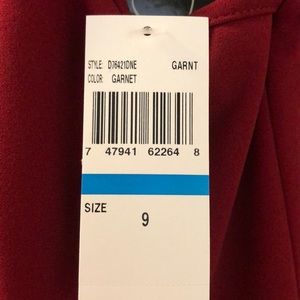 STYLE: D76421DNE GARNT
COLOR: GARNET
7 47941 62264 8
SIZE 9